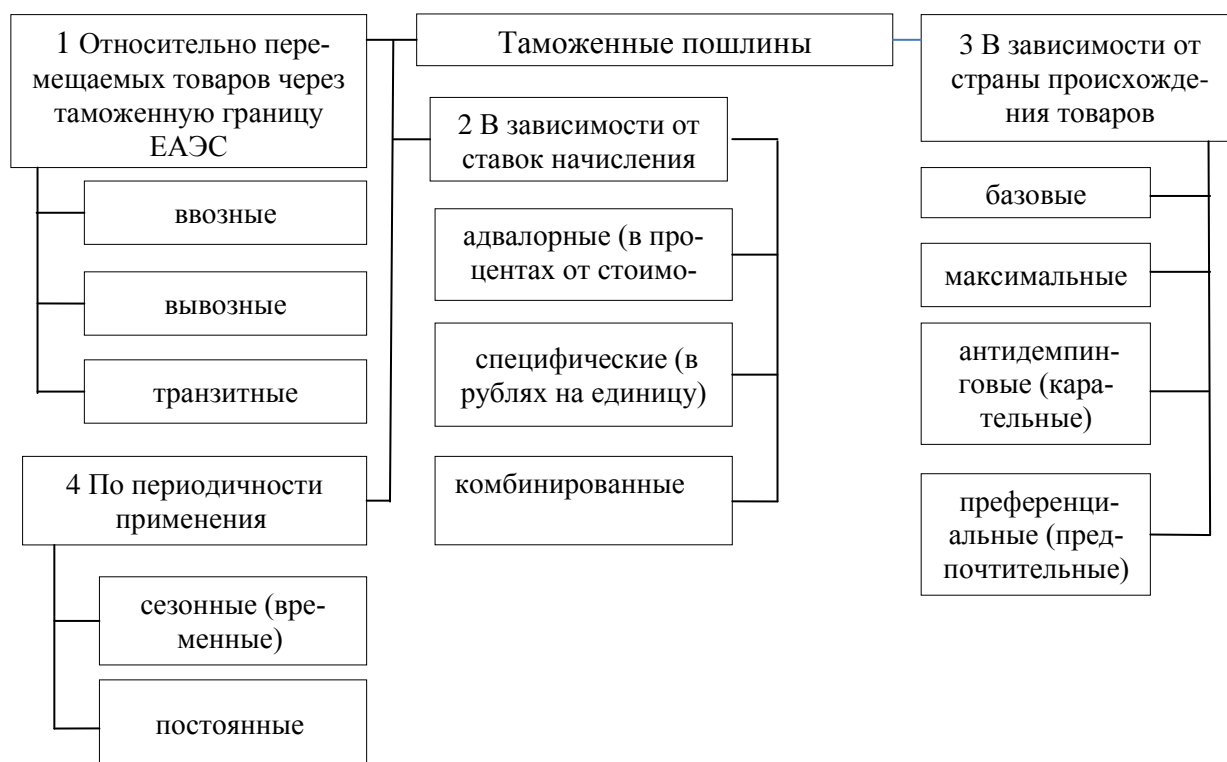 Таможенные пошлины
1 Относительно пере-
мещаемых товаров через
таможенную границу
ЕАЭС
ввозные
вывозные
транзитные
2 В зависимости от
ставок начисления
адвалорные (в про-
центах от стоимо-
специфические (в
рублях на единицу)
комбинированные
3 В зависимости от
страны происхожде-
ния товаров
базовые
максимальные
антидемпин-
говые (кара-
тельные)
преференци-
альные (пред-
почтительные)
4 По периодичности
применения
сезонные (вре-
менные)
постоянные